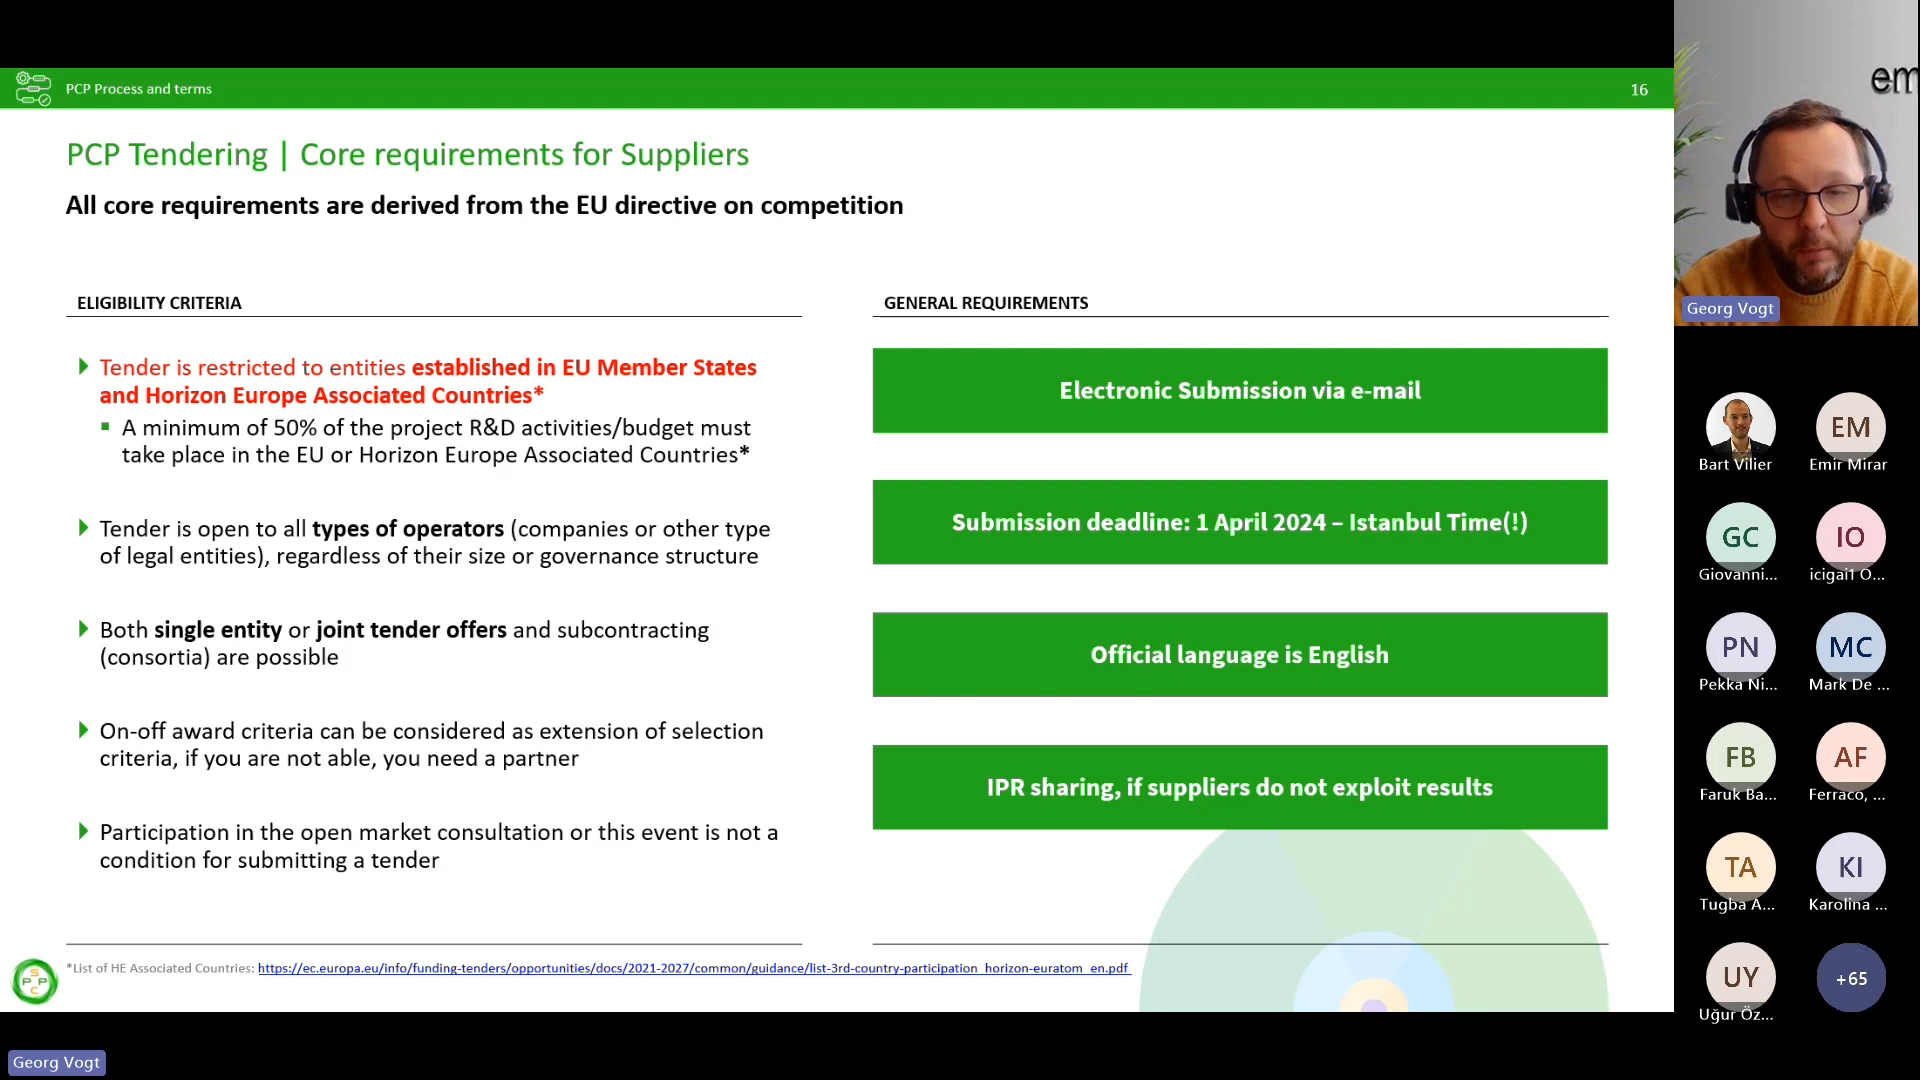 PCP Process and terms
16
PCP Tendering | Core requirements for Suppliers
All core requirements are derived from the EU directive on competition
ELIGIBILITY CRITERIA
Tender is restricted to entities established in EU Member States
and Horizon Europe Associated Countries*
A minimum of 50% of the project R&D activities/budget must
take place in the EU or Horizon Europe Associated Countries*
Tender is open to all types of operators (companies or other type
of legal entities), regardless of their size or governance structure
Both single entity or joint tender offers and subcontracting
(consortia) are possible
On-off award criteria can be considered as extension of selection
criteria, if you are not able, you need a partner
Participation in the open market consultation or this event is not a
condition for submitting a tender
GENERAL REQUIREMENTS
Electronic Submission via e-mail
Submission deadline: 1 April 2024 – Istanbul Time(!)
Official language is English
IPR sharing, if suppliers do not exploit results
*List of HE Associated Countries: https://ec.europa.eu/info/funding-tenders/opportunities/docs/2021-2027/common/guidance/list-3rd-country-participation_horizon-euratom_en.pdf
S
P P
C
em
Georg Vogt
Bart Vilier
EM
Emir Mirar
GC
Giovanni...
IO
icigai1 O...
PN
Pekka Ni...
MC
Mark De ...
FB
Faruk Ba...
AF
Ferraco, ...
TA
Tugba A...
KI
Karolina ...
UY
Uğur Öz...
+65
Georg Vogt